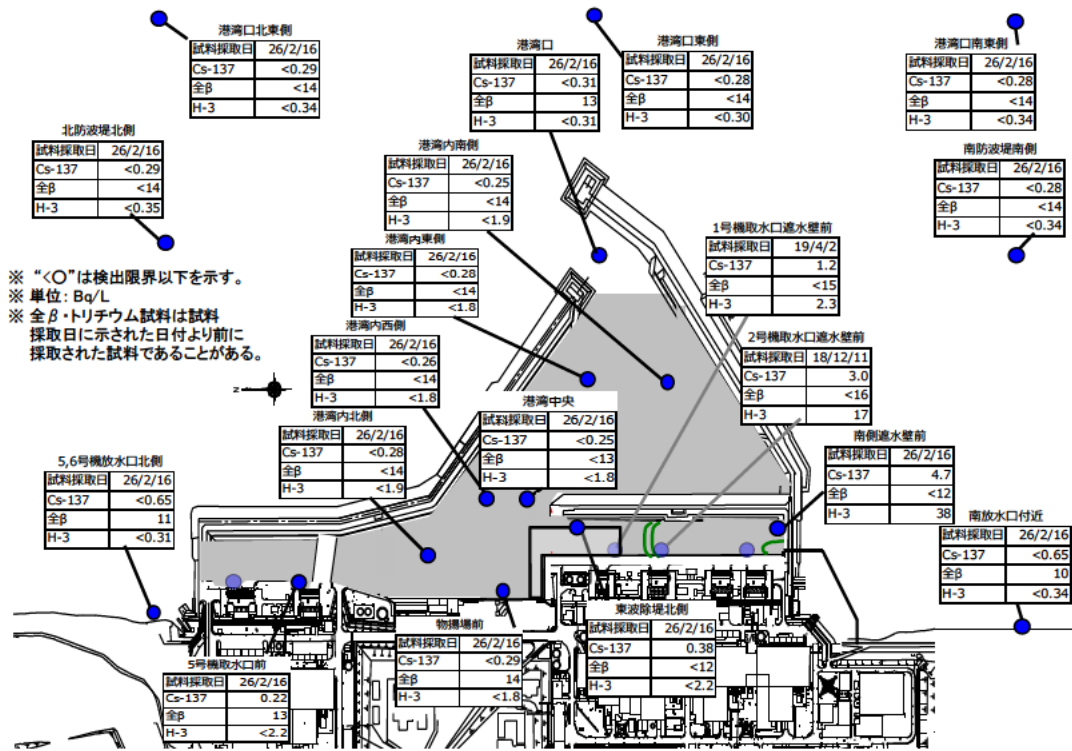 港湾口北東側
試料採取日 26/2/16
Cs-137 <0.29
全β <14
H-3 <0.34
港湾口
試料採取日 26/2/16
Cs-137 <0.31
全β 13
H-3 <0.31
港湾口東側
試料採取日 26/2/16
Cs-137 <0.28
全β <14
H-3 <0.30
港湾口南東側
試料採取日 26/2/16
Cs-137 <0.28
全β <14
H-3 <0.34
北防波堤北側
試料採取日 26/2/16
Cs-137 <0.29
全β <14
H-3 <0.35
港湾内南側
試料採取日 26/2/16
Cs-137 <0.25
全β <14
H-3 <1.9
南防波堤南側
試料採取日 26/2/16
Cs-137 <0.28
全β <14
H-3 <0.34
※ “<○”は検出限界以下を示す。
※ 単位: Bq/L
※ 全β・トリチウム試料は試料
採取日に示された日付より前に
採取された試料であることがある。
港湾内東側
試料採取日 26/2/16
Cs-137 <0.28
全β <14
H-3 <1.8
1号機取水口遮水壁前
試料採取日 19/4/2
Cs-137 1.2
全β <15
H-3 2.3
港湾内西側
試料採取日 26/2/16
Cs-137 <0.26
全β <14
H-3 <1.8
2号機取水口遮水壁前
試料採取日 18/12/11
Cs-137 3.0
全β <16
H-3 17
N
港湾内北側
試料採取日 26/2/16
Cs-137 <0.28
全β <14
H-3 <1.9
港湾中央
試料採取日 26/2/16
Cs-137 <0.25
全β <13
H-3 <1.8
南側遮水壁前
試料採取日 26/2/16
Cs-137 4.7
全β <12
H-3 38
5,6号機放水口北側
試料採取日 26/2/16
Cs-137 <0.65
全β 11
H-3 <0.31
南放水口付近
試料採取日 26/2/16
Cs-137 <0.65
全β 10
H-3 <0.34
5号機取水口前
試料採取日 26/2/16
Cs-137 0.22
全β 13
H-3 <2.2
物揚場前
試料採取日 26/2/16
Cs-137 <0.29
全β 14
H-3 <1.8
東波除堤北側
試料採取日 26/2/16
Cs-137 0.38
全β <12
H-3 <2.2